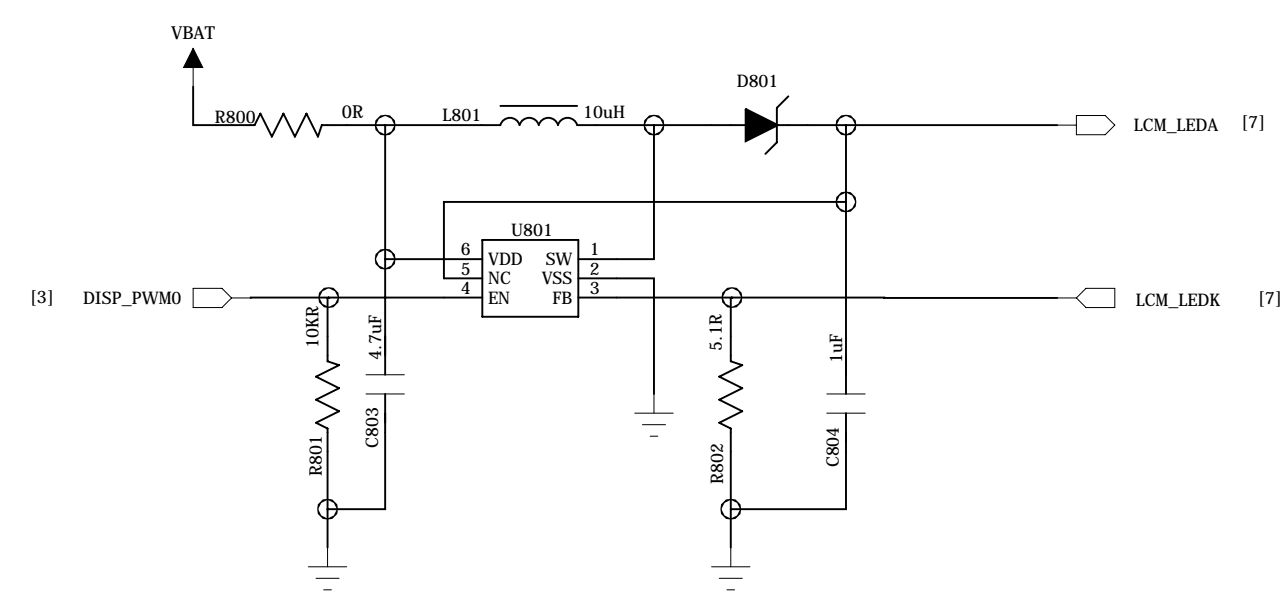 VBAT
R800
0R
L801
10uH
D801
LCM_LEDA [7]
U801
6 VDD SW 1
5 NC VSS 2
4 EN FB 3
[3] DISP_PWM0
LCM_LEDK [7]
10KR
4.7uF
5.1R
1uF
R801
C803
R802
C804